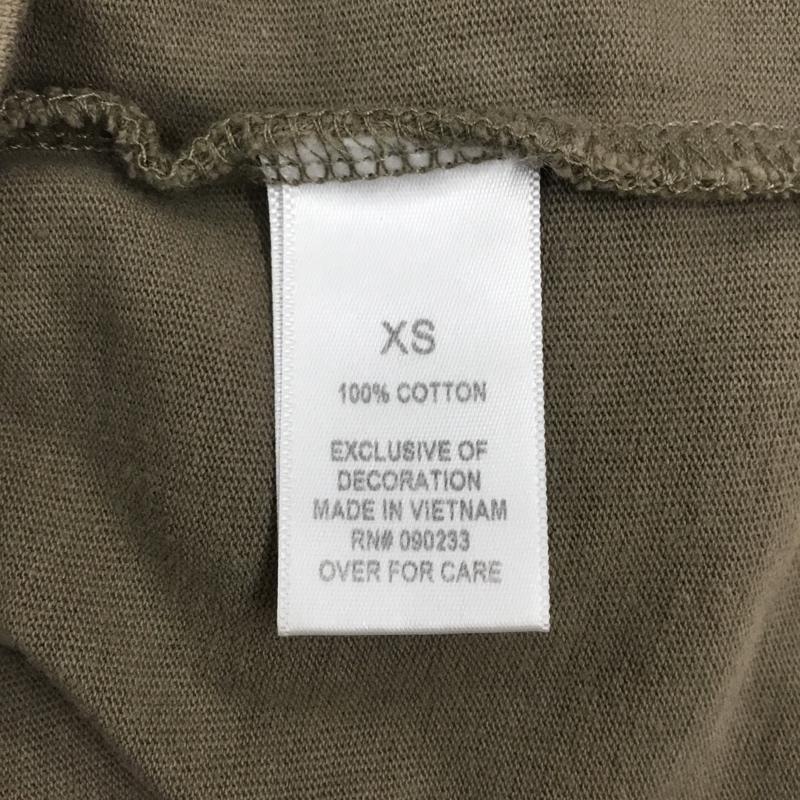 XS
100% COTTON
EXCLUSIVE OF
DECORATION
MADE IN VIETNAM
RN# 090233
OVER FOR CARE